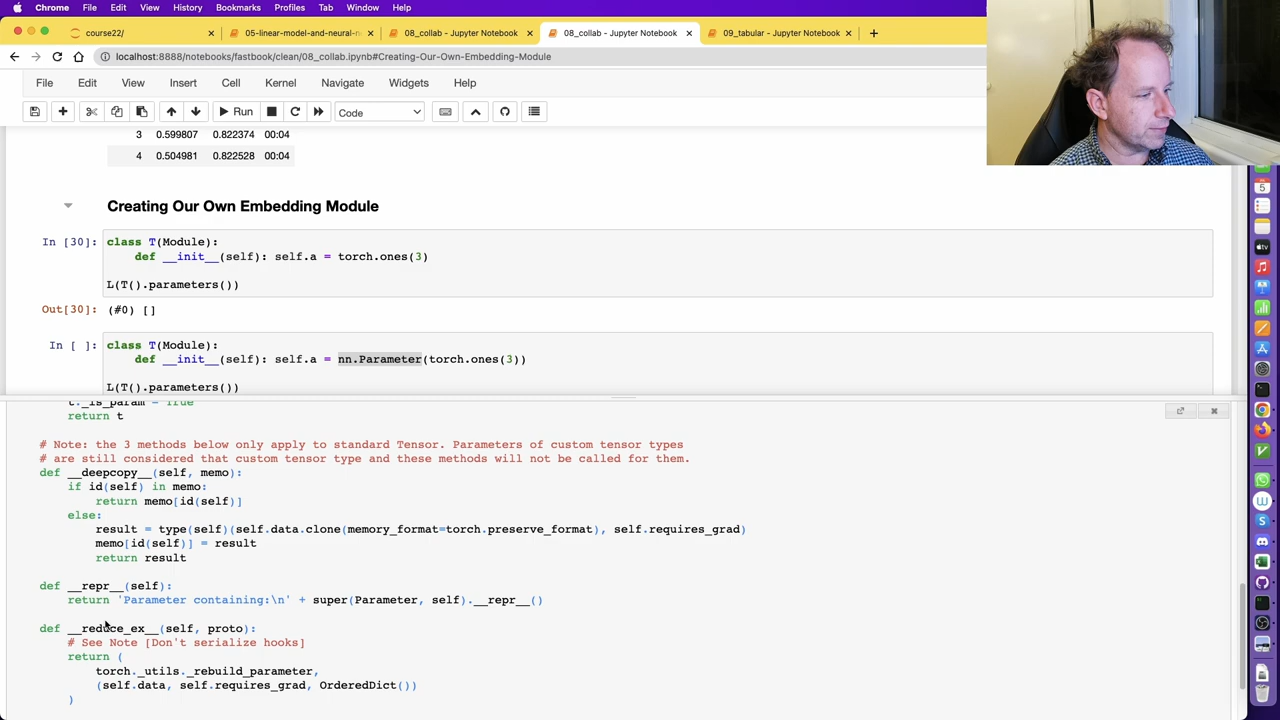 Chrome File Edit View History Bookmarks Profiles Tab Window Help
course22/
05-linear-model-and-neural-n
08_collab - Jupyter Notebook
08_collab - Jupyter Notebook
09_tabular - Jupyter Notebook
localhost:8888/notebooks/fastbook/clean/08_collab.ipynb#Creating-Our-Own-Embedding-Module
File Edit View Insert Cell Kernel Navigate Widgets Help
Run Code
3 0.599807 0.822374 00:04
4 0.504981 0.822528 00:04
Creating Our Own Embedding Module
In [30]: class T(Module):
def __init__(self): self.a = torch.ones(3)
L(T().parameters())
Out[30]: (#0) []
In [ ]: class T(Module):
def __init__(self): self.a = nn.Parameter(torch.ones(3))
L(T().parameters())
t._is_param = True
return t
# Note: the 3 methods below only apply to standard Tensor. Parameters of custom tensor types
# are still considered that custom tensor type and these methods will not be called for them.
def __deepcopy__(self, memo):
if id(self) in memo:
return memo[id(self)]
else:
result = type(self)(self.data.clone(memory_format=torch.preserve_format), self.requires_grad)
memo[id(self)] = result
return result
def __repr__(self):
return 'Parameter containing:\n' + super(Parameter, self).__repr__()
def __reduce_ex__(self, proto):
# See Note [Don't serialize hooks]
return (
torch._utils._rebuild_parameter,
(self.data, self.requires_grad, OrderedDict())
)